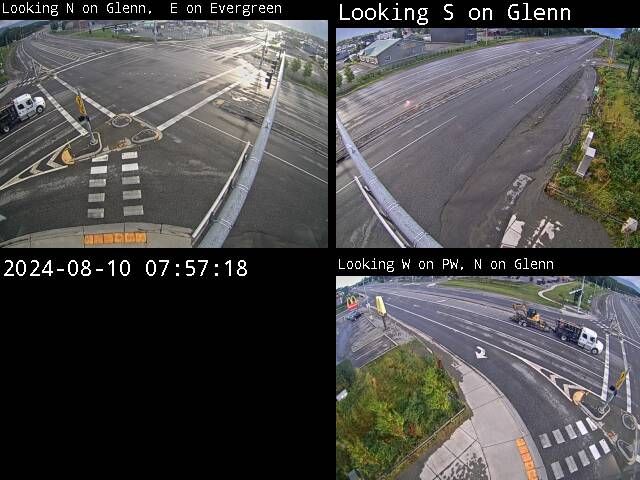 Looking N on Glenn,  E on Evergreen
Looking S on Glenn
2024-08-10 07:57:18
Looking W on PW, N on Glenn